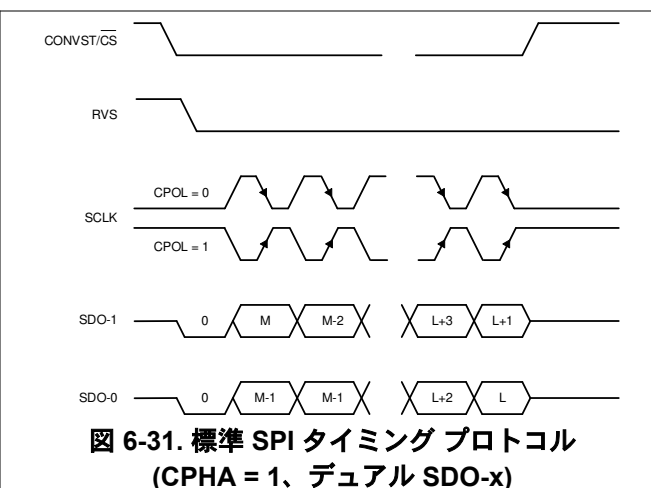 CONVST/CS
RVS
CPOL = 0
SCLK
CPOL = 1
SDO-1 0 M M-2 L+3 L+1
SDO-0 0 M-1 M-1 L+2 L
図 6-31. 標準 SPI タイミング プロトコル
(CPHA = 1、デュアル SDO-x)